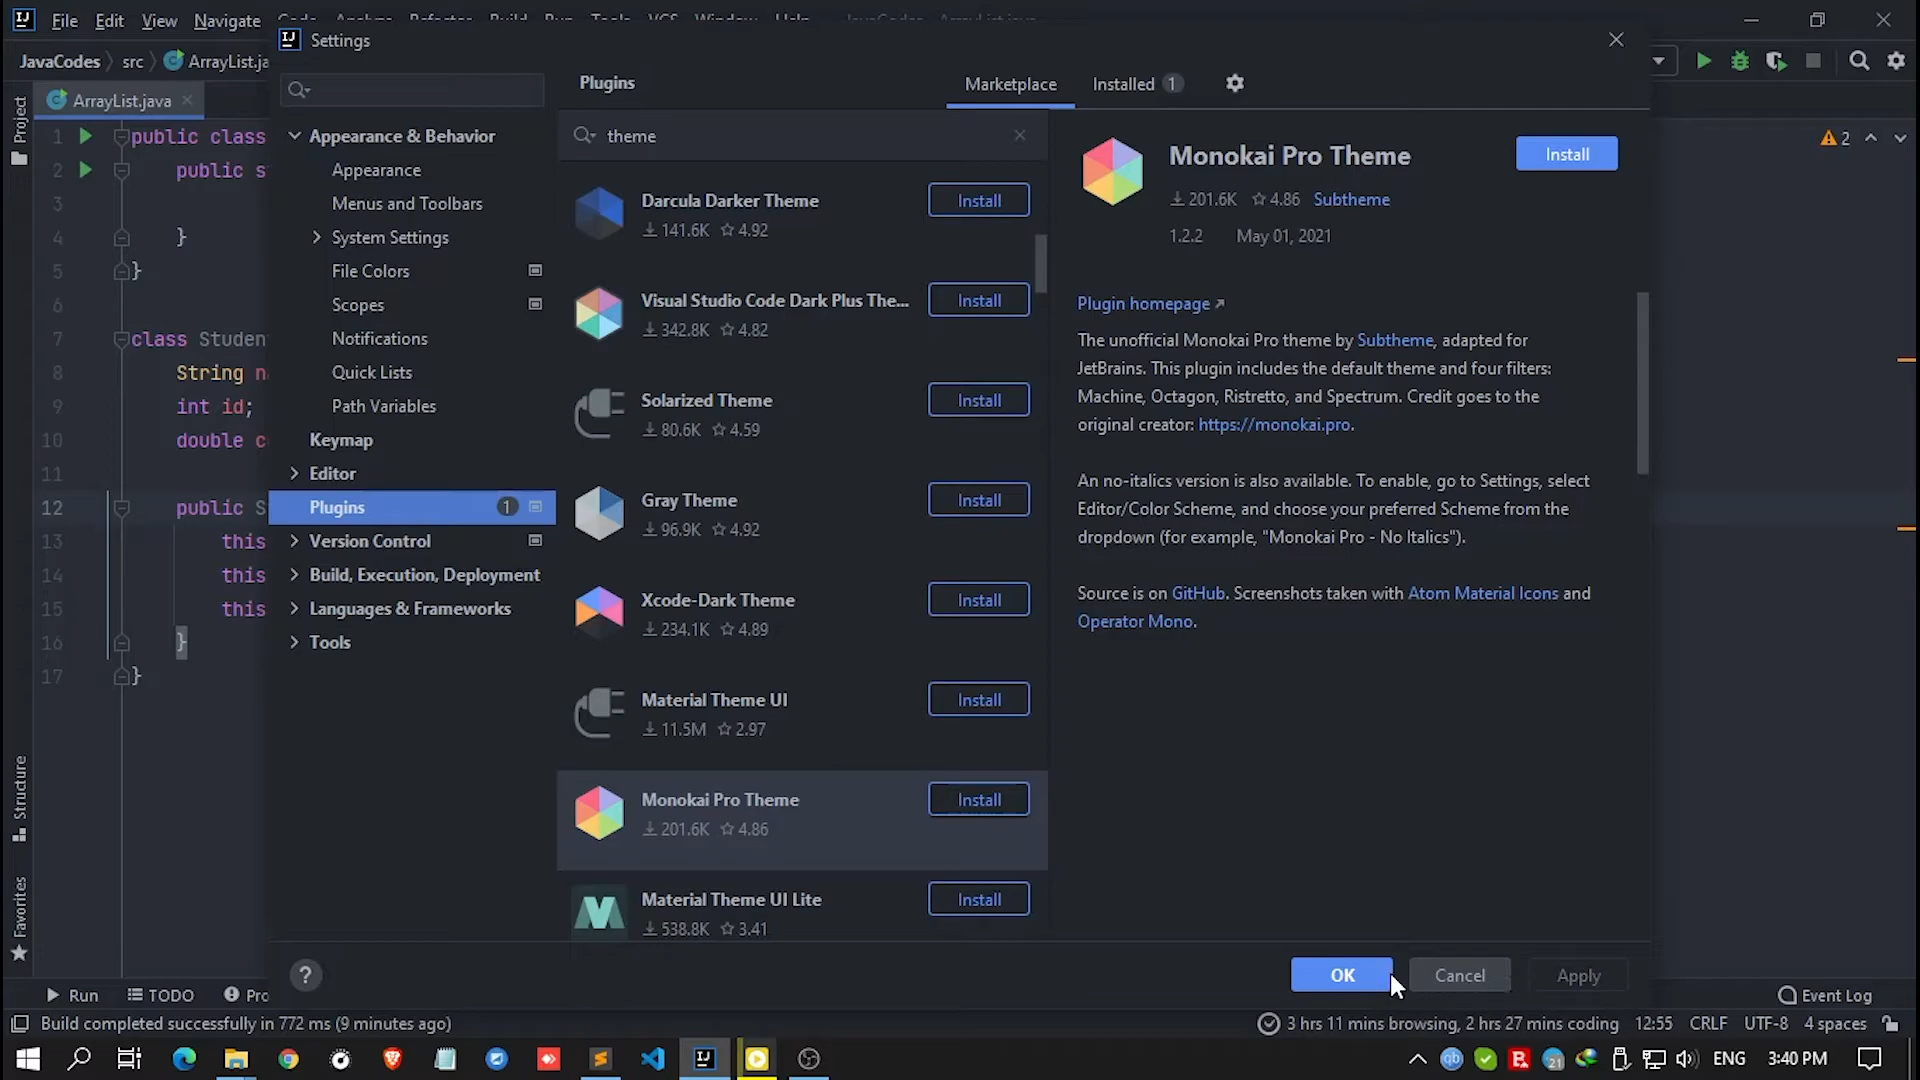 File Edit View Navigate
Settings
JavaCodes src ArrayList.ja
ArrayList.java
Project
Structure
Favorites
1 public class
2 public s
3
4 }
5 }
6
7 class Studen
8 String na
9 int id;
10 double c
11
12 public S
13 this
14 this
15 this
16 }
17 }
2
Appearance & Behavior
Appearance
Menus and Toolbars
System Settings
File Colors
Scopes
Notifications
Quick Lists
Path Variables
Keymap
Editor
Plugins 1
Version Control
Build, Execution, Deployment
Languages & Frameworks
Tools
Plugins
Marketplace
Installed 1
theme
Darcula Darker Theme Install
141.6K 4.92
Visual Studio Code Dark Plus The... Install
342.8K 4.82
Solarized Theme Install
80.6K 4.59
Gray Theme Install
96.9K 4.92
Xcode-Dark Theme Install
234.1K 4.89
Material Theme UI Install
11.5M 2.97
Monokai Pro Theme Install
201.6K 4.86
Material Theme UI Lite Install
538.8K 3.41
Monokai Pro Theme Install
201.6K 4.86 Subtheme
1.2.2 May 01, 2021
Plugin homepage
The unofficial Monokai Pro theme by Subtheme, adapted for
JetBrains. This plugin includes the default theme and four filters:
Machine, Octagon, Ristretto, and Spectrum. Credit goes to the
original creator: https://monokai.pro.
An no-italics version is also available. To enable, go to Settings, select
Editor/Color Scheme, and choose your preferred Scheme from the
dropdown (for example, "Monokai Pro - No Italics").
Source is on GitHub. Screenshots taken with Atom Material Icons and
Operator Mono.
? OK Cancel Apply
Run TODO Pro Event Log
Build completed successfully in 772 ms (9 minutes ago) 3 hrs 11 mins browsing, 2 hrs 27 mins coding 12:55 CRLF UTF-8 4 spaces
ENG 3:40 PM